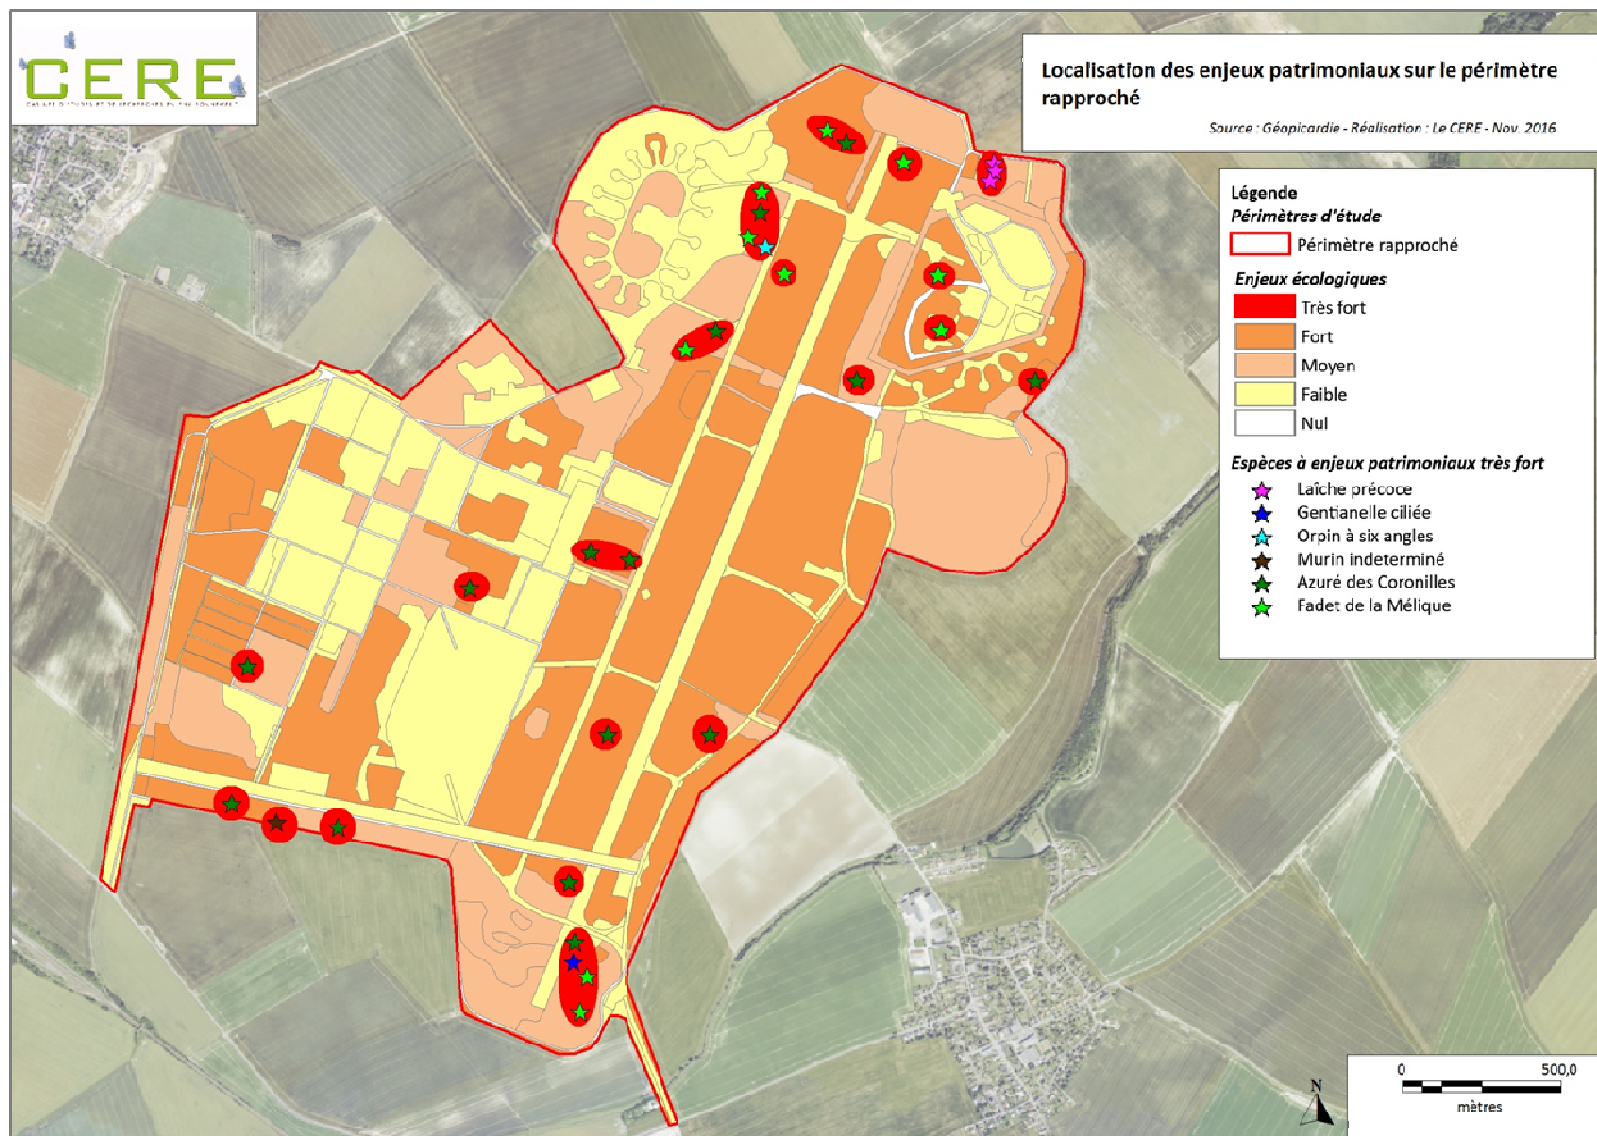 CERE
Localisation des enjeux patrimoniaux sur le périmètre
rapproché
Source : Géopicardie - Réalisation : Le CERE - Nov. 2016
Légende
Périmètres d'étude
Périmètre rapproché
Enjeux écologiques
Très fort
Fort
Moyen
Faible
Nul
Espèces à enjeux patrimoniaux très fort
Laîche précoce
Gentianelle ciliée
Orpin à six angles
Murin indeterminé
Azuré des Coronilles
Fadet de la Mélique
N
0 500,0
mètres